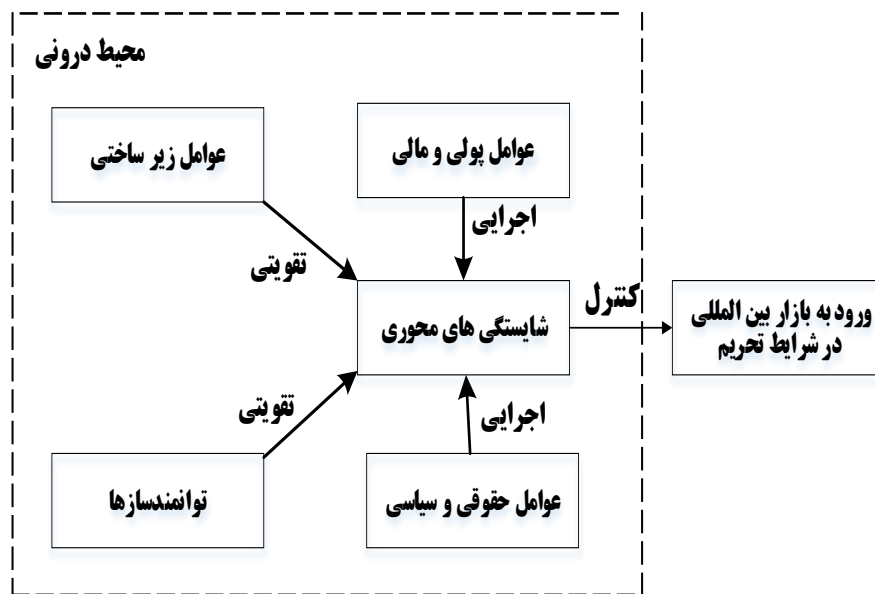 محیط درونی
عوامل پولی و مالی
عوامل زیر ساختی
اجرایی
تقویتی
کنترل
شایستگی های محوری
ورود به بازار بین المللی
در شرایط تحریم
تقویتی
اجرایی
عوامل حقوقی و سیاسی
توانمندسازها